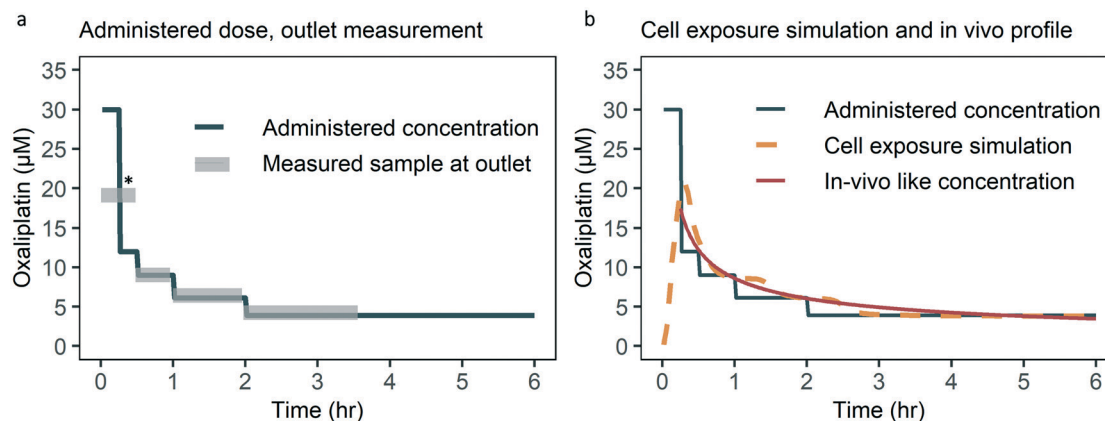 a
Administered dose, outlet measurement
Oxaliplatin (µM)
35
30
25
20
15
10
5
0
*
Administered concentration
Measured sample at outlet
0 1 2 3 4 5 6
Time (hr)
b
Cell exposure simulation and in vivo profile
Oxaliplatin (µM)
35
30
25
20
15
10
5
0
Administered concentration
Cell exposure simulation
In-vivo like concentration
0 1 2 3 4 5 6
Time (hr)